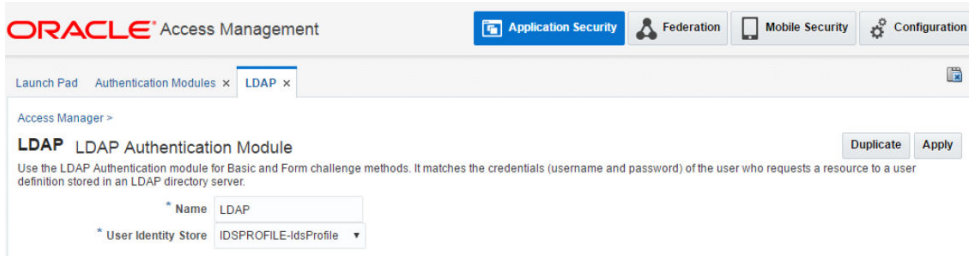 ORACLE Access Management
Application Security Federation Mobile Security Configuration
Launch Pad Authentication Modules × LDAP ×
Access Manager >
LDAP LDAP Authentication Module
Duplicate Apply
Use the LDAP Authentication module for Basic and Form challenge methods. It matches the credentials (username and password) of the user who requests a resource to a user
definition stored in an LDAP directory server.
* Name LDAP
* User Identity Store IDSPROFILE-IdsProfile